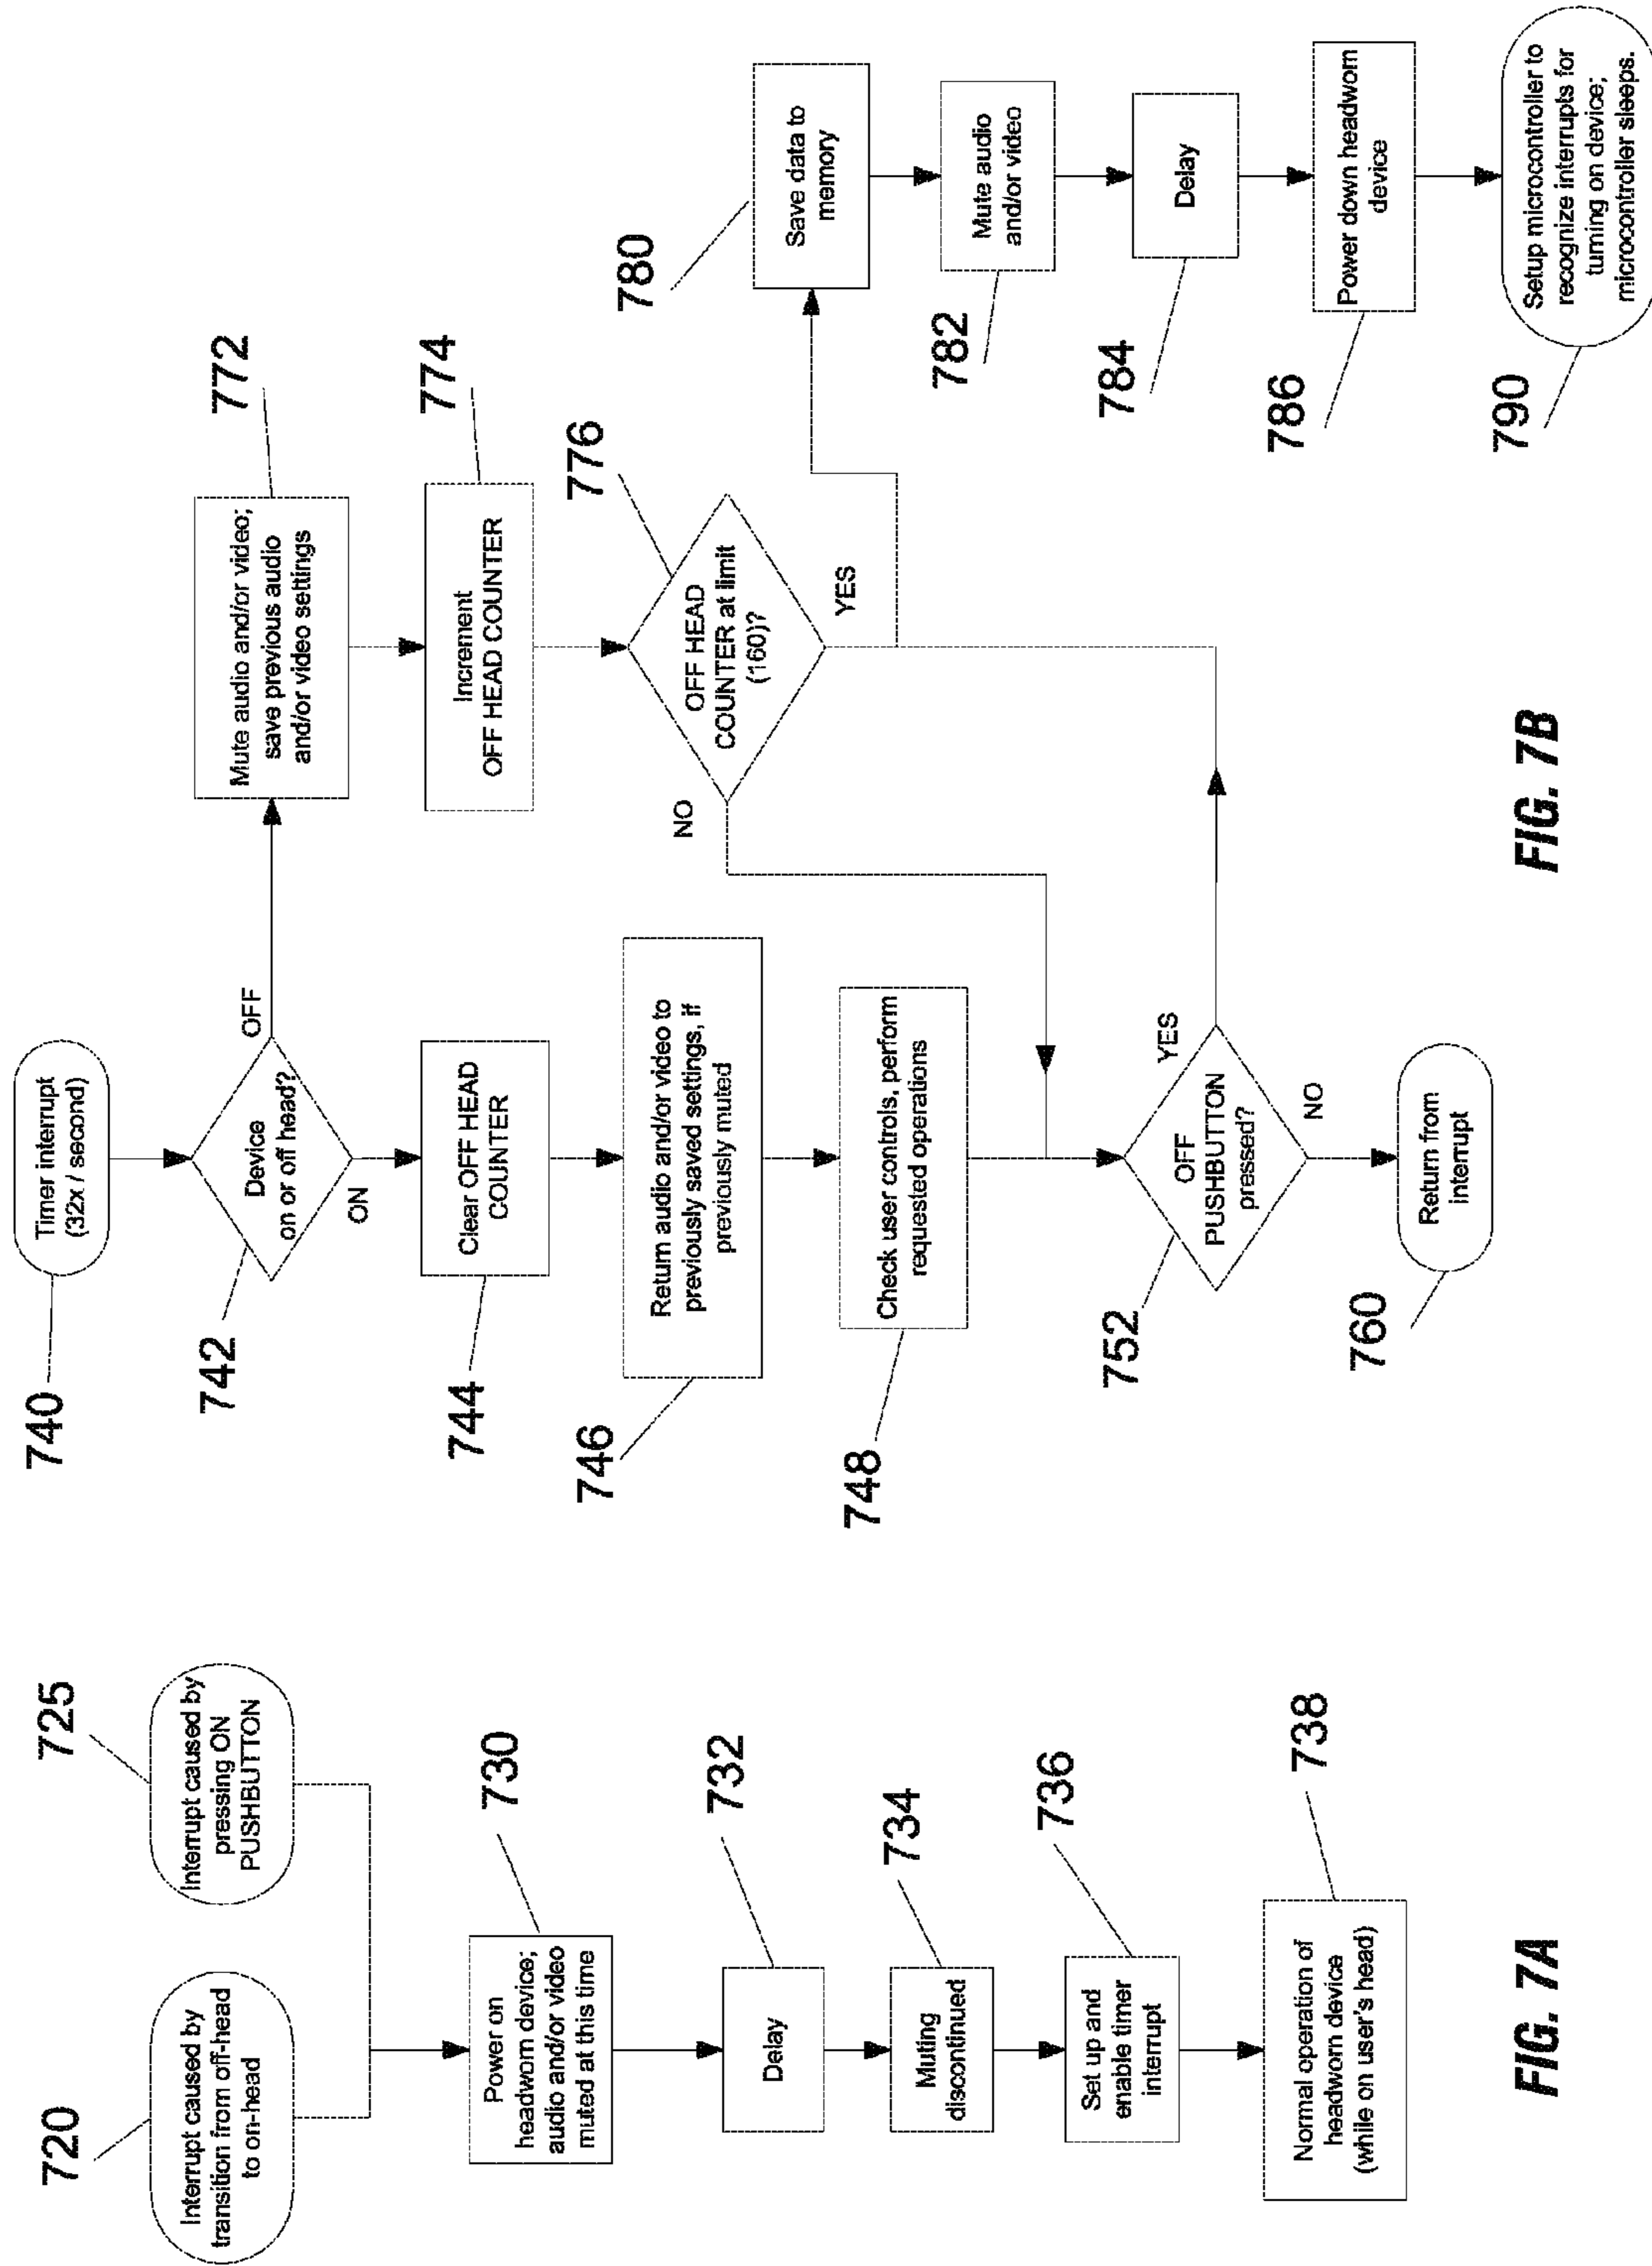 720
Interrupt caused by
transition from off-head
to on-head
725
Interrupt caused by
pressing ON
PUSHBUTTON
730
Power on
headworn device;
audio and/or video
muted at this time
732
Delay
734
Muting
discontinued
736
Set up and
enable timer
interrupt
738
Normal operation of
headworn device
(while on user's head)
FIG. 7A
740
Timer interrupt
(32x / second)
742
Device
on or off head?
OFF
ON
744
Clear OFF HEAD
COUNTER
746
Return audio and/or video to
previously saved settings, if
previously muted
748
Check user controls, perform
requested operations
752
OFF
PUSHBUTTON
pressed?
YES
NO
760
Return from
interrupt
772
Mute audio and/or video;
save previous audio
and/or video settings
774
Increment
OFF HEAD COUNTER
776
OFF HEAD
COUNTER at limit
(160)?
NO
YES
780
Save data to
memory
782
Mute audio
and/or video
784
Delay
786
Power down headworn
device
790
Setup microcontroller to
recognize interrupts for
turning on device;
microcontroller sleeps.
FIG. 7B